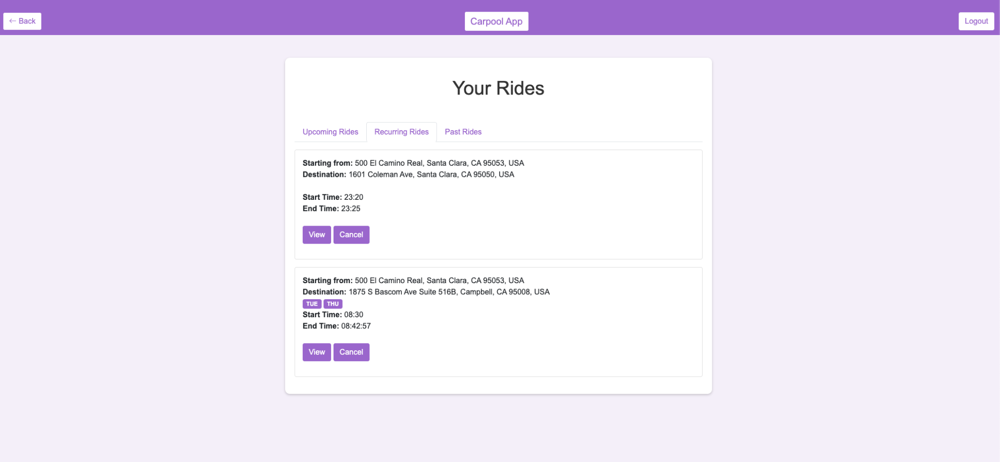 ← Back
Carpool App
Logout
Your Rides
Upcoming Rides Recurring Rides Past Rides
Starting from: 500 El Camino Real, Santa Clara, CA 95053, USA
Destination: 1601 Coleman Ave, Santa Clara, CA 95050, USA
Start Time: 23:20
End Time: 23:25
View Cancel
Starting from: 500 El Camino Real, Santa Clara, CA 95053, USA
Destination: 1875 S Bascom Ave Suite 516B, Campbell, CA 95008, USA
TUE THU
Start Time: 08:30
End Time: 08:42:57
View Cancel